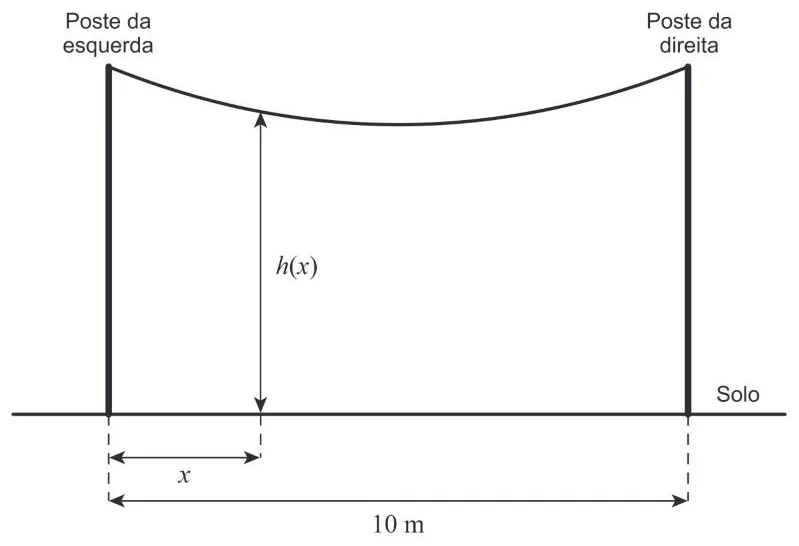 Poste da
esquerda
Poste da
direita
h(x)
Solo
x
10 m